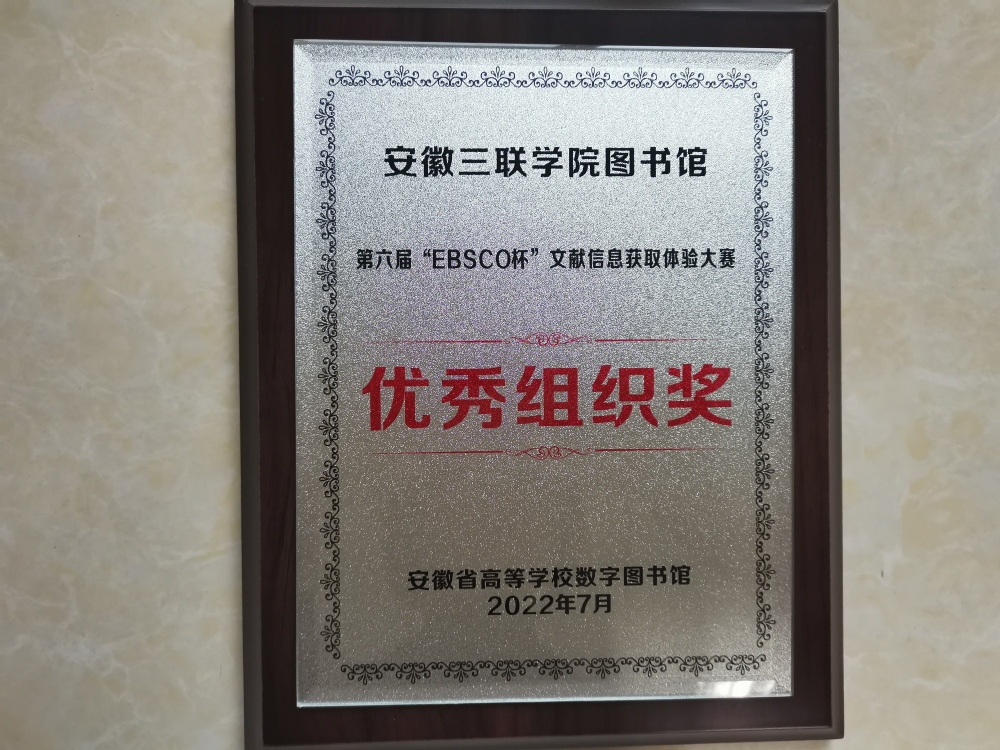 安徽三联学院图书馆
第六届“EBSCO杯”文献信息获取体验大赛
优秀组织奖
安徽省高等学校数字图书馆
2022年7月